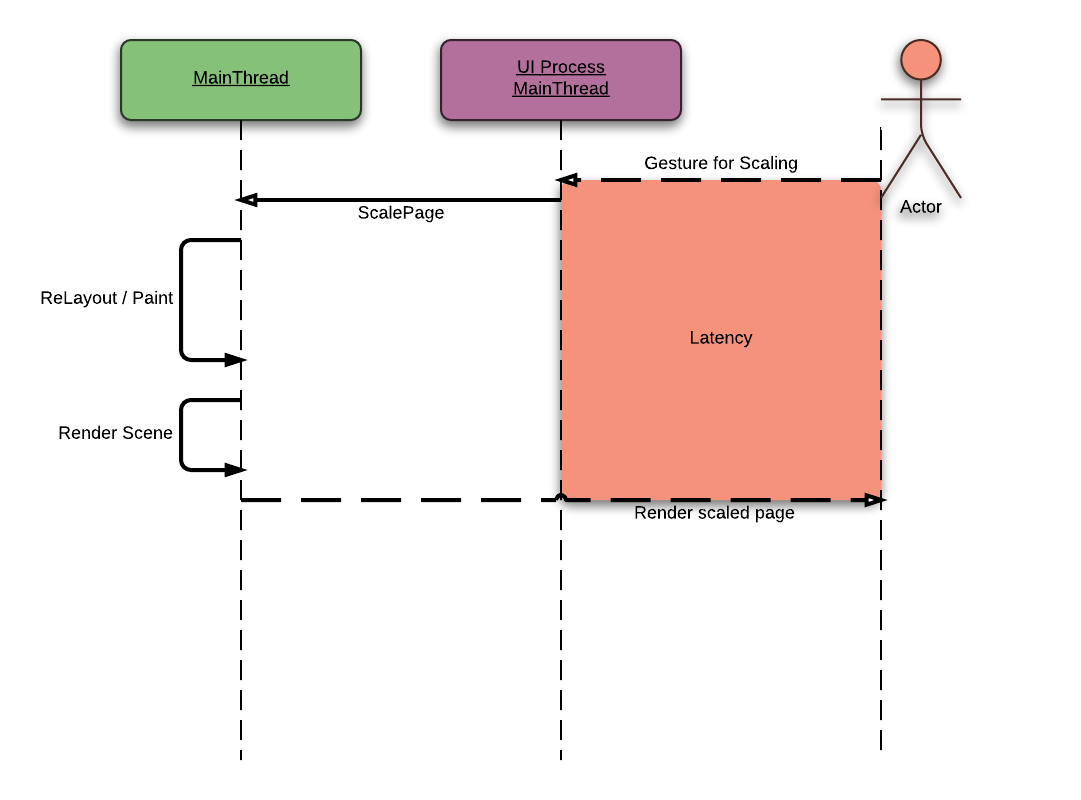 MainThread
UI Process
MainThread
Gesture for Scaling
Actor
ScalePage
ReLayout / Paint
Latency
Render Scene
Render scaled page